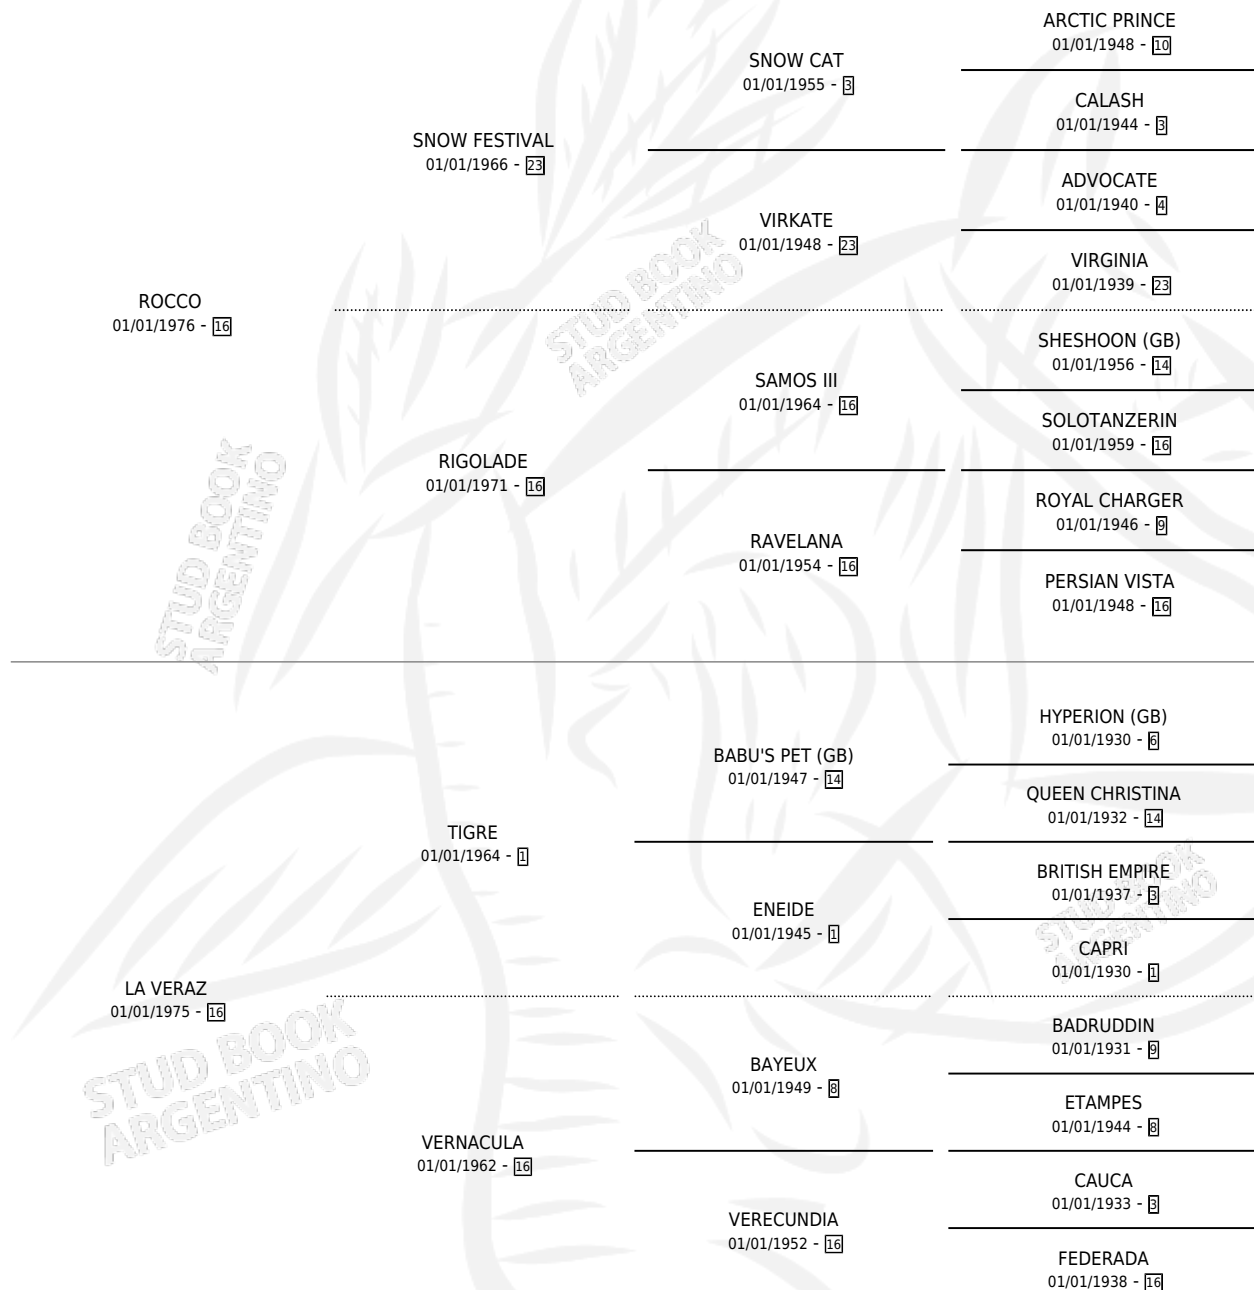 ARCTIC PRINCE
01/01/1948 - 10
SNOW CAT
01/01/1955 - 3
CALASH
01/01/1944 - 3
SNOW FESTIVAL
01/01/1966 - 23
ADVOCATE
01/01/1940 - 4
VIRKATE
01/01/1948 - 23
VIRGINIA
01/01/1939 - 23
ROCCO
01/01/1976 - 16
SHESHOON (GB)
01/01/1956 - 14
SAMOS III
01/01/1964 - 16
SOLOTANZERIN
01/01/1959 - 16
RIGOLADE
01/01/1971 - 16
ROYAL CHARGER
01/01/1946 - 9
RAVELANA
01/01/1954 - 16
PERSIAN VISTA
01/01/1948 - 16
HYPERION (GB)
01/01/1930 - 6
BABU'S PET (GB)
01/01/1947 - 14
QUEEN CHRISTINA
01/01/1932 - 14
TIGRE
01/01/1964 - 1
BRITISH EMPIRE
01/01/1937 - 3
ENEIDE
01/01/1945 - 1
CAPRI
01/01/1930 - 1
LA VERAZ
01/01/1975 - 16
BADRUDDIN
01/01/1931 - 9
BAYEUX
01/01/1949 - 8
ETAMPES
01/01/1944 - 8
VERNACULA
01/01/1962 - 16
CAUCA
01/01/1933 - 3
VERECUNDIA
01/01/1952 - 16
FEDERADA
01/01/1938 - 16
STUD BOOK
ARGENTINO
STUD BOOK
ARGENTINO
STUD BOOK
ARGENTINO
STUD BOOK
ARGENTINO